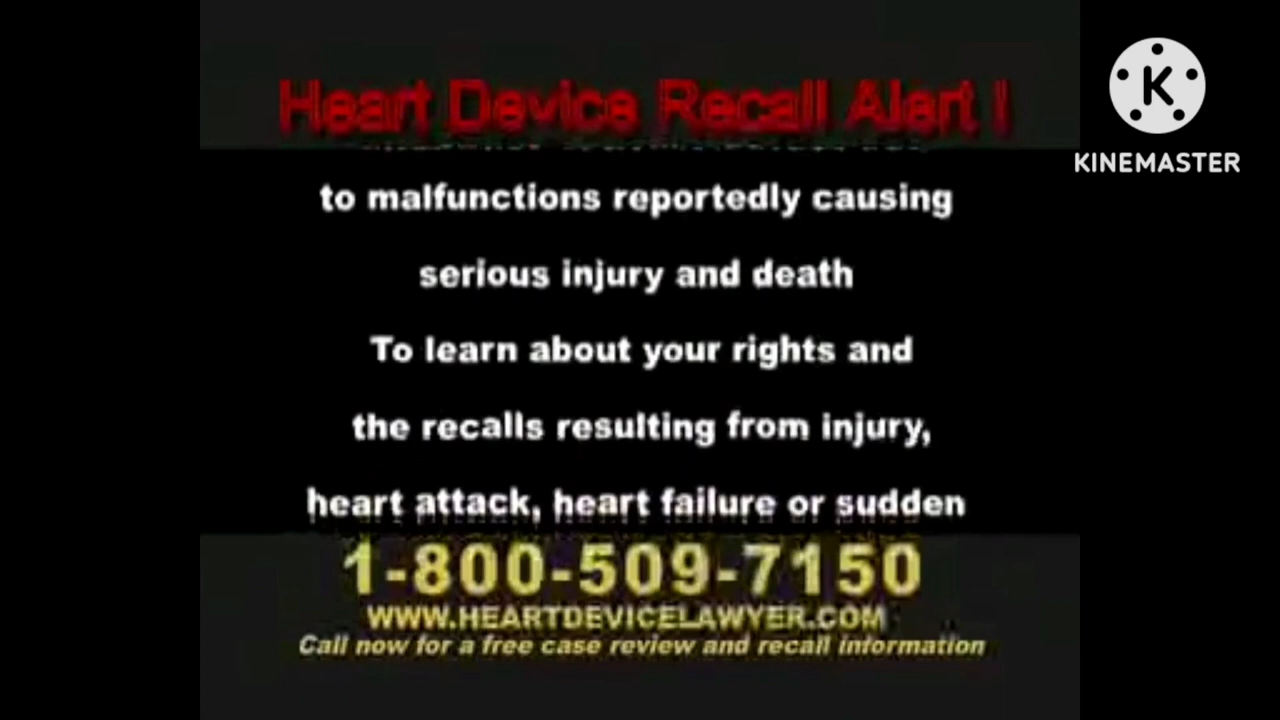 Heart Device Recall Alert !
KINEMASTER
to malfunctions reportedly causing
serious injury and death
To learn about your rights and
the recalls resulting from injury,
heart attack, heart failure or sudden
1-800-509-7150
WWW.HEARTDEVICELAWYER.COM
Call now for a free case review and recall information